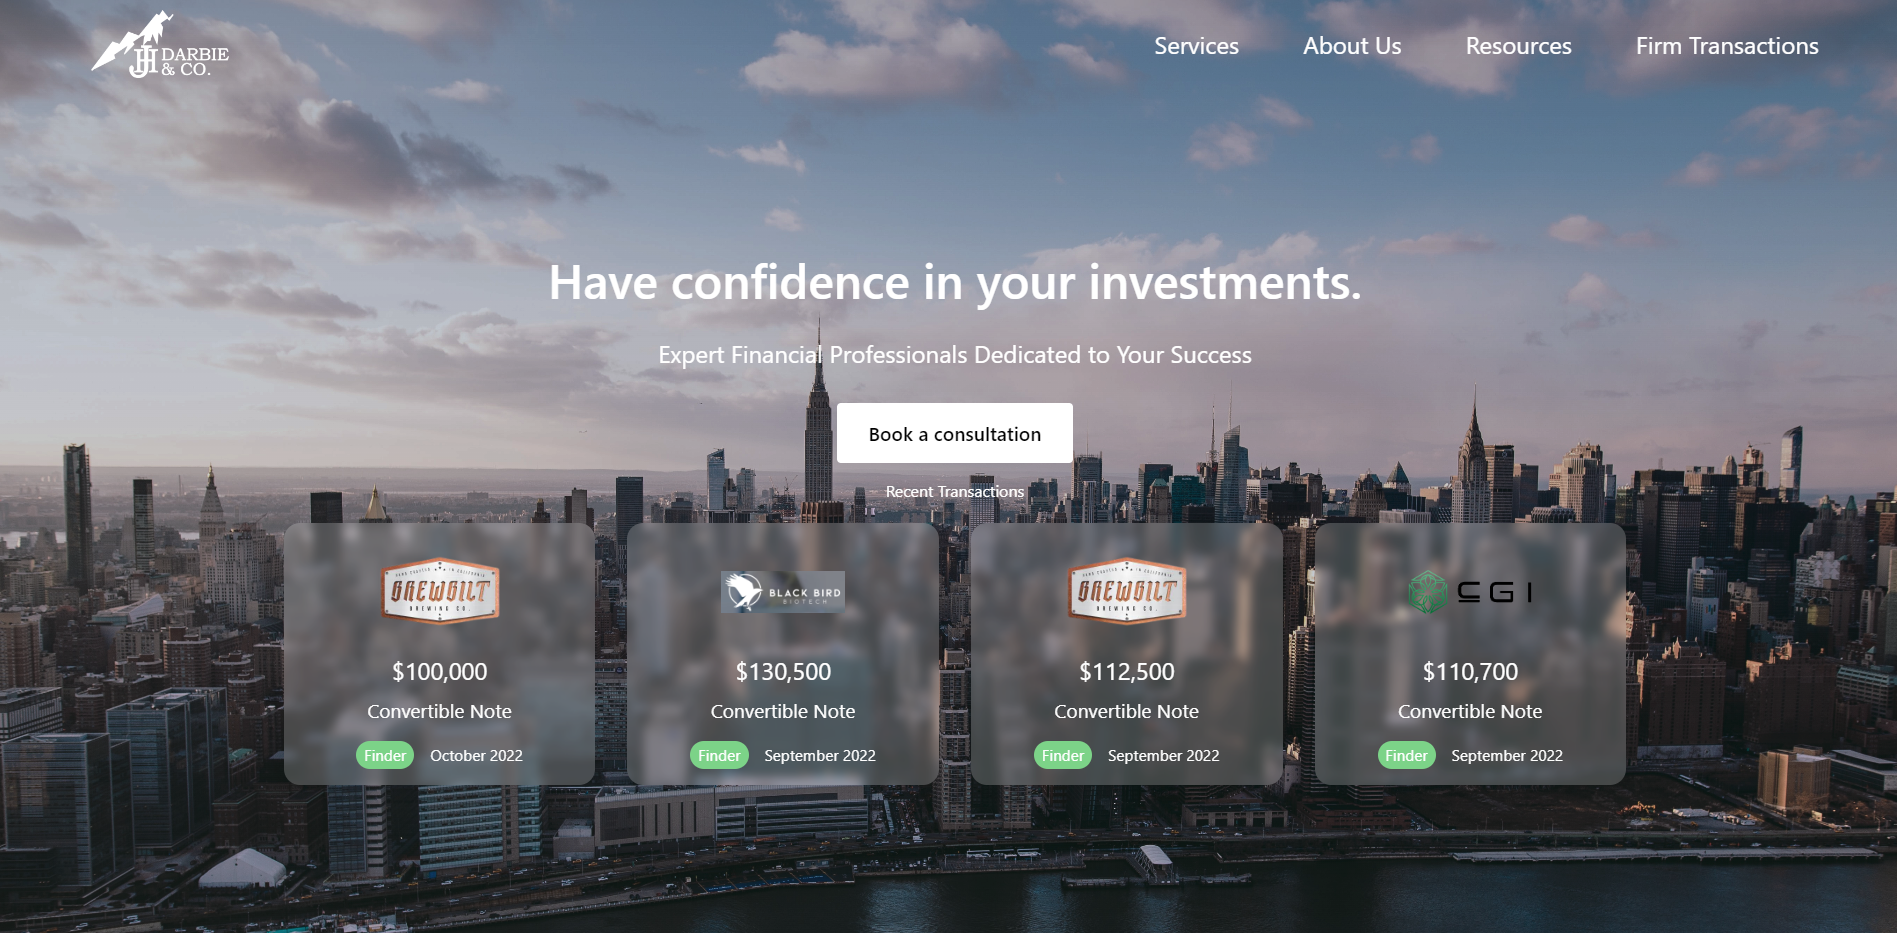 JH DARBIE
& CO.
Services
About Us
Resources
Firm Transactions
Have confidence in your investments.
Expert Financial Professionals Dedicated to Your Success
Book a consultation
Recent Transactions
BREWBILT
BREWING CO.
$100,000
Convertible Note
Finder
October 2022
BLACK BIRD
BIOTECH
$130,500
Convertible Note
Finder
September 2022
BREWBILT
BREWING CO.
$112,500
Convertible Note
Finder
September 2022
CGI
$110,700
Convertible Note
Finder
September 2022